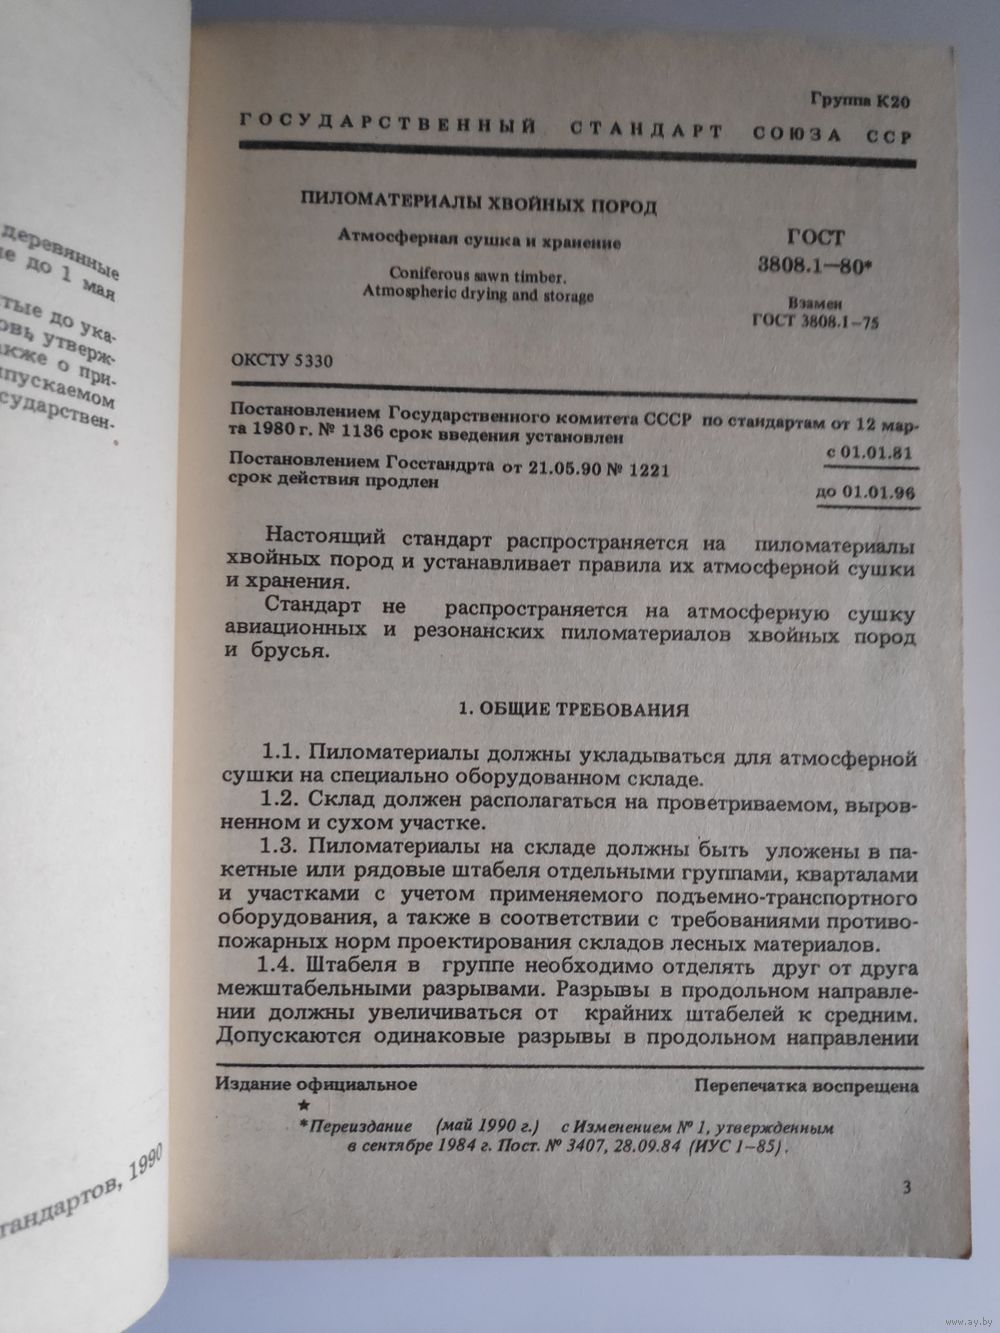 деревянные
до 1 мая
до ука-
утверж-
о при-
Группа К20
ГОСУДАРСТВЕННЫЙ СТАНДАРТ СОЮЗА ССР
ПИЛОМАТЕРИАЛЫ ХВОЙНЫХ ПОРОД
Атмосферная сушка и хранение
Coniferous sawn timber.
Atmospheric drying and storage
ГОСТ
3808.1—80*
Взамен
ГОСТ 3808.1—75
ОКСТУ 5330
Постановлением Государственного комитета СССР по стандартам от 12 мар-
та 1980 г. № 1136 срок введения установлен
с 01.01.81
Постановлением Госстандрта от 21.05.90 № 1221
срок действия продлен
до 01.01.96
Настоящий стандарт распространяется на пиломатериалы
хвойных пород и устанавливает правила их атмосферной сушки
и хранения.
Стандарт не распространяется на атмосферную сушку
авиационных и резонанских пиломатериалов хвойных пород
и брусья.
1. ОБЩИЕ ТРЕБОВАНИЯ
1.1. Пиломатериалы должны укладываться для атмосферной
сушки на специально оборудованном складе.
1.2. Склад должен располагаться на проветриваемом, выров-
ненном и сухом участке.
1.3. Пиломатериалы на складе должны быть уложены в па-
кетные или рядовые штабеля отдельными группами, кварталами
и участками с учетом применяемого подъемно-транспортного
оборудования, а также в соответствии с требованиями противо-
пожарных норм проектирования складов лесных материалов.
1.4. Штабеля в группе необходимо отделять друг от друга
межштабельными разрывами. Разрывы в продольном направле-
нии должны увеличиваться от крайних штабелей к средним.
Допускаются одинаковые разрывы в продольном направлении
Издание официальное
Перепечатка воспрещена
★
*Переиздание (май 1990 г.) с Изменением № 1, утвержденным
в сентябре 1984 г. Пост. № 3407, 28.09.84 (ИУС 1—85).
1990
3
www.ay.by